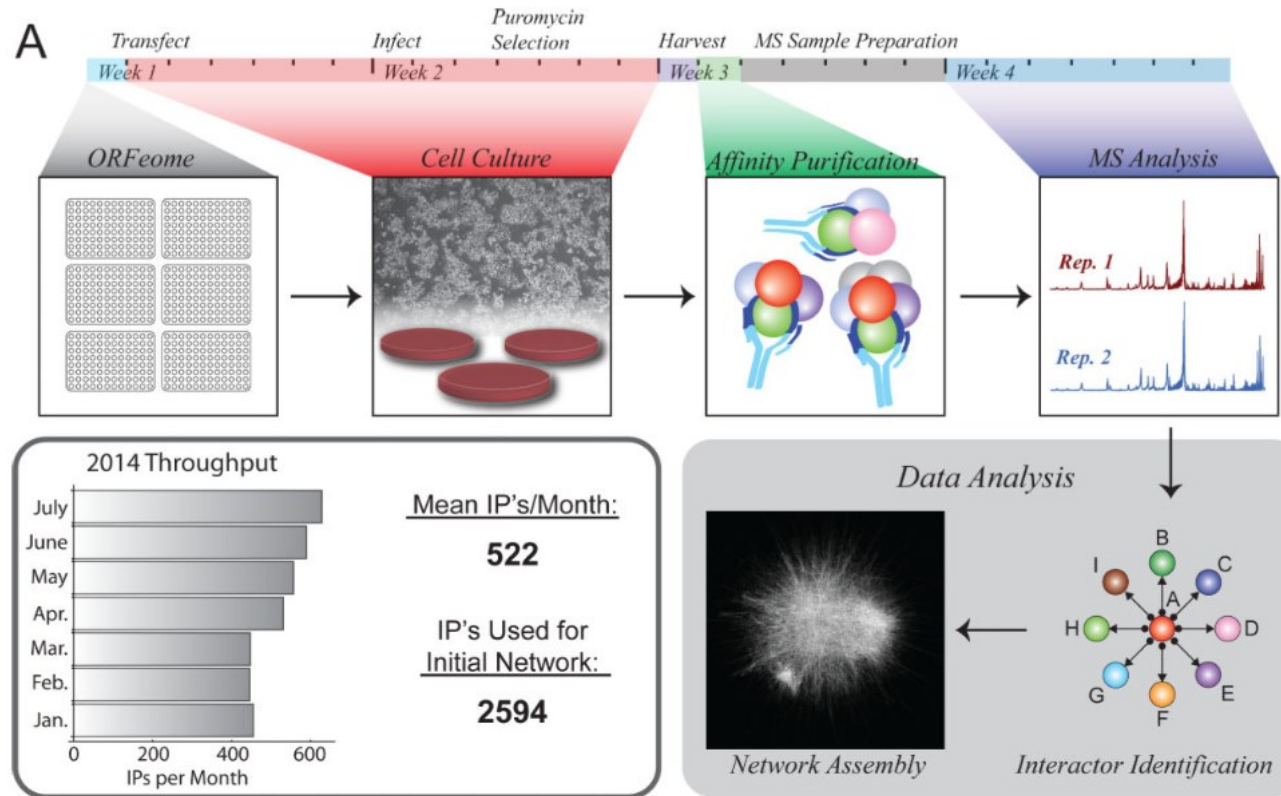 A
Transfect
Infect
Puromycin
Selection
Harvest
MS Sample Preparation
Week 1
Week 2
Week 3
Week 4
ORFeome
Cell Culture
Affinity Purification
MS Analysis
Rep. 1
Rep. 2
2014 Throughput
July
June
May
Apr.
Mar.
Feb.
Jan.
0 200 400 600
IPs per Month
Mean IP's/Month:
522
IP's Used for
Initial Network:
2594
Data Analysis
B
I
C
A
H
D
G
E
F
Network Assembly
Interactor Identification